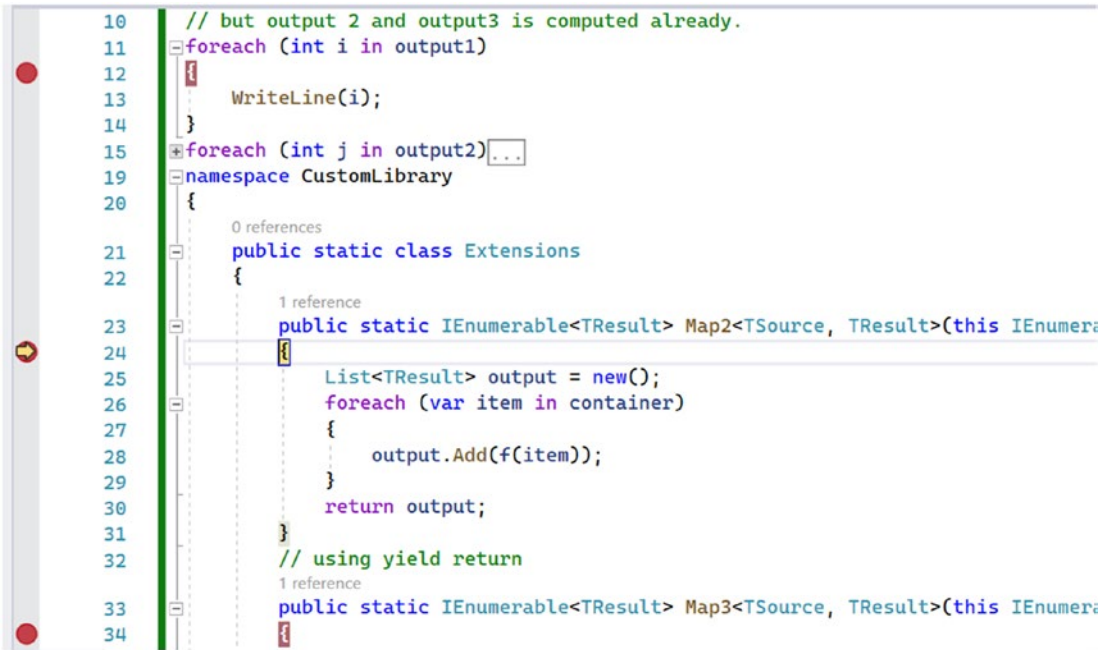 10 // but output 2 and output3 is computed already.
11 foreach (int i in output1)
12 {
13 WriteLine(i);
14 }
15 foreach (int j in output2)...
19 namespace CustomLibrary
20 {
0 references
21 public static class Extensions
22 {
1 reference
23 public static IEnumerable<TResult> Map2<TSource, TResult>(this IEnumera
24 {
25 List<TResult> output = new();
26 foreach (var item in container)
27 {
28 output.Add(f(item));
29 }
30 return output;
31 }
32 // using yield return
1 reference
33 public static IEnumerable<TResult> Map3<TSource, TResult>(this IEnumera
34 {